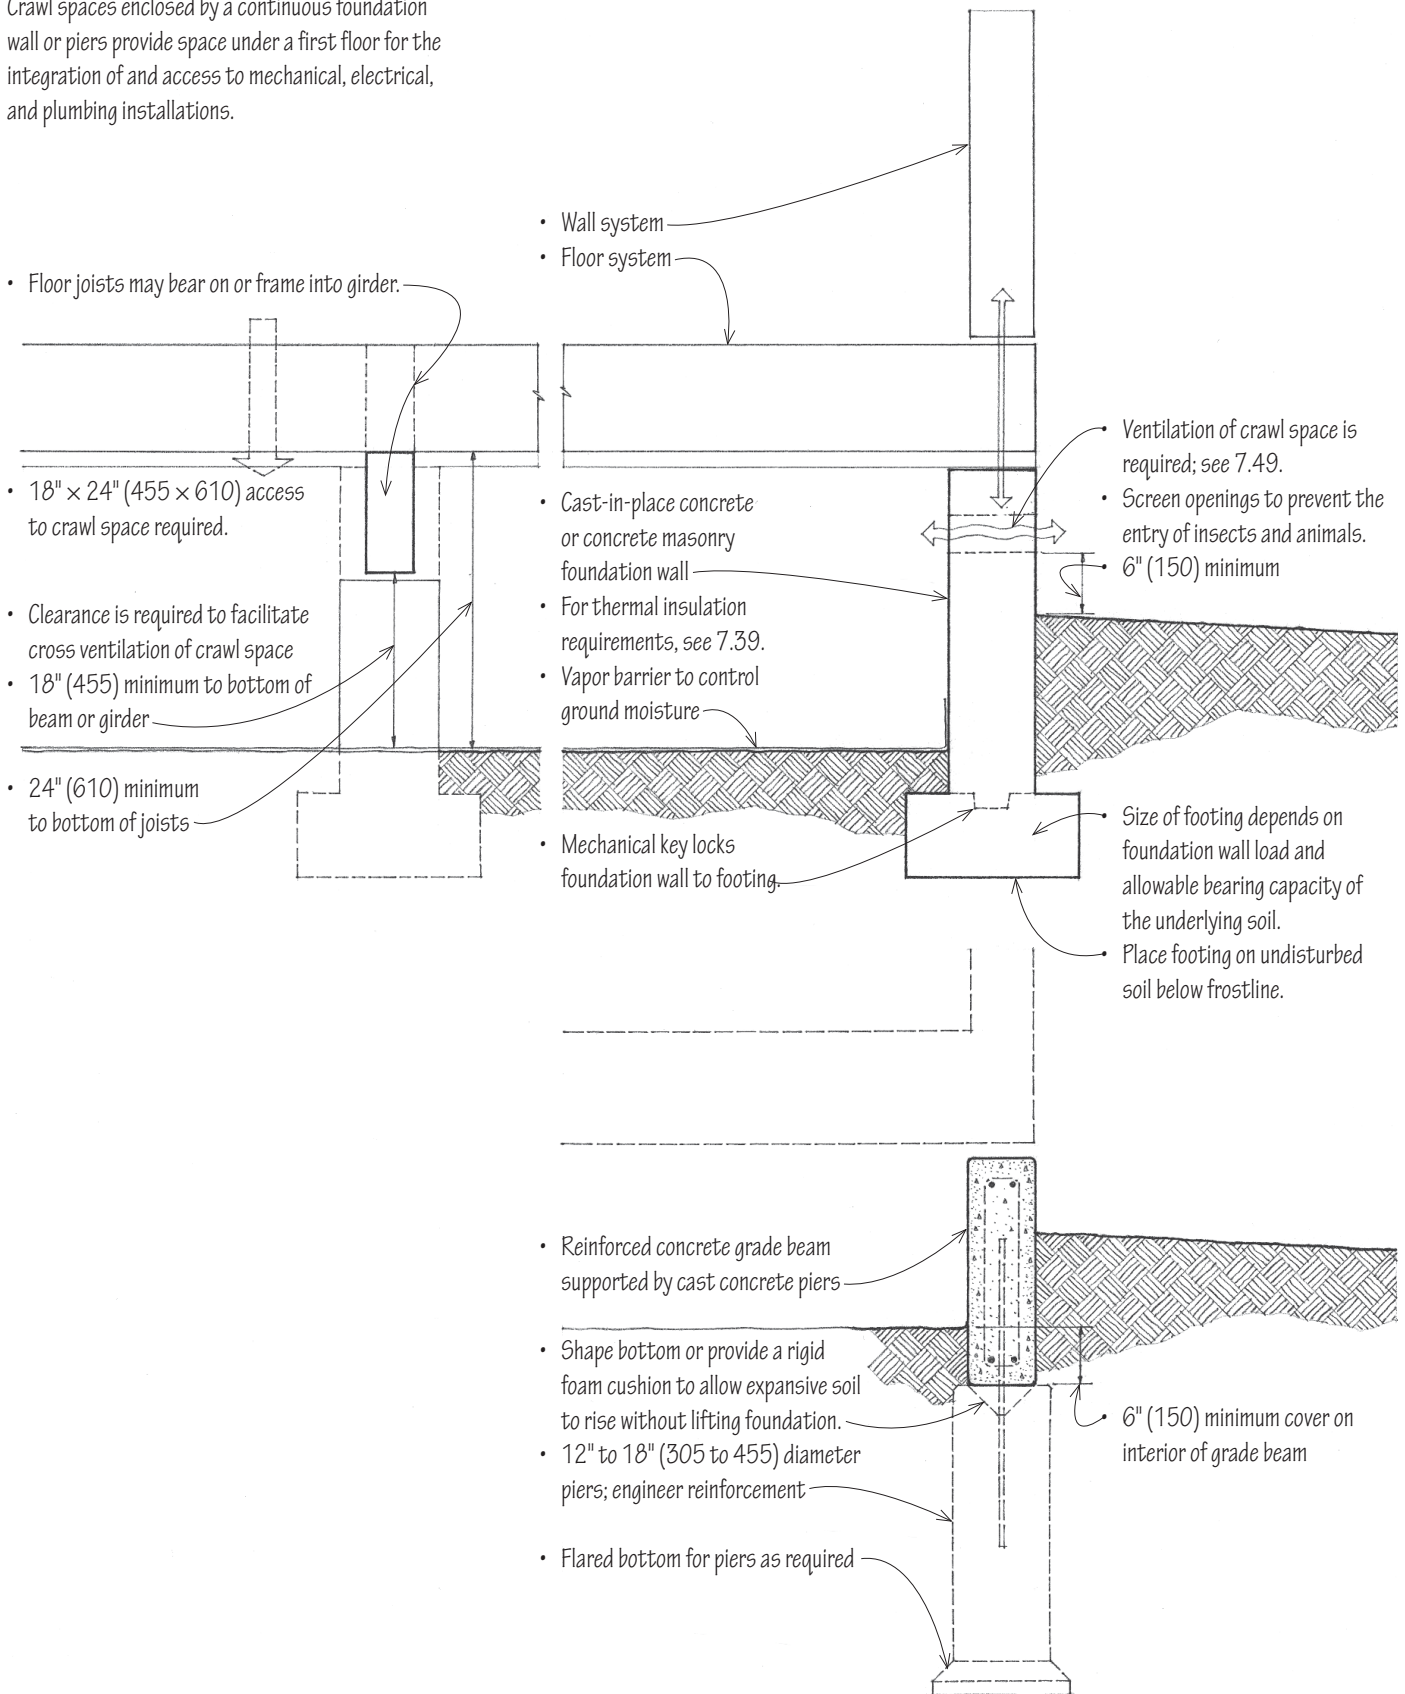 Crawl spaces enclosed by a continuous foundation
wall or piers provide space under a first floor for the
integration of and access to mechanical, electrical,
and plumbing installations.
• Wall system
• Floor system
• Floor joists may bear on or frame into girder.
• 18" × 24" (455 × 610) access
to crawl space required.
• Clearance is required to facilitate
cross ventilation of crawl space
• 18" (455) minimum to bottom of
beam or girder
• 24" (610) minimum
to bottom of joists
• Cast-in-place concrete
or concrete masonry
foundation wall
• For thermal insulation
requirements, see 7.39.
• Vapor barrier to control
ground moisture
• Mechanical key locks
foundation wall to footing.
• Ventilation of crawl space is
required; see 7.49.
• Screen openings to prevent the
entry of insects and animals.
• 6" (150) minimum
• Size of footing depends on
foundation wall load and
allowable bearing capacity of
the underlying soil.
• Place footing on undisturbed
soil below frostline.
• Reinforced concrete grade beam
supported by cast concrete piers
• Shape bottom or provide a rigid
foam cushion to allow expansive soil
to rise without lifting foundation.
• 12" to 18" (305 to 455) diameter
piers; engineer reinforcement
• Flared bottom for piers as required
• 6" (150) minimum cover on
interior of grade beam